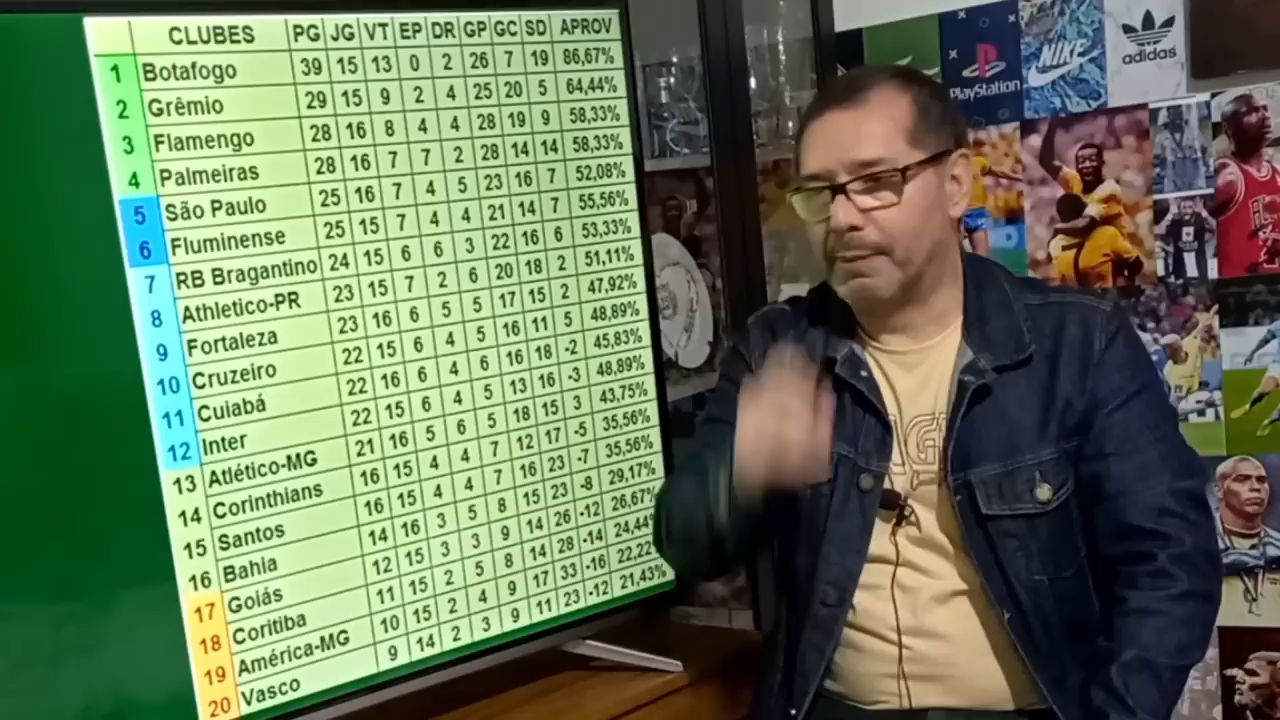 CLUBES PG JG VT EP DR GP GC SD APROV
1 Botafogo 39 15 13 0 2 26 7 19 86,67%
2 Grêmio 29 15 9 2 4 25 20 5 64,44%
3 Flamengo 28 16 8 4 4 28 19 9 58,33%
4 Palmeiras 28 16 7 7 2 28 14 14 58,33%
5 São Paulo 25 16 7 4 5 23 16 7 52,08%
6 Fluminense 25 15 7 4 4 21 14 7 55,56%
7 RB Bragantino 24 15 6 6 3 22 16 6 53,33%
8 Athletico-PR 23 15 7 2 6 20 18 2 51,11%
9 Fortaleza 23 16 6 5 5 17 15 2 47,92%
10 Cruzeiro 22 15 6 4 5 16 11 5 48,89%
11 Cuiabá 22 16 6 4 6 16 18 -2 45,83%
12 Inter 22 15 6 4 5 13 16 -3 48,89%
13 Atlético-MG 21 16 5 6 5 18 15 3 43,75%
14 Corinthians 16 15 4 4 7 12 17 -5 35,56%
15 Santos 16 15 4 4 7 16 23 -7 35,56%
16 Bahia 14 16 3 5 8 15 23 -8 29,17%
17 Goiás 12 15 3 3 9 14 26 -12 26,67%
18 Coritiba 11 15 2 5 8 14 28 -14 24,44%
19 América-MG 10 15 2 4 9 17 33 -16 22,22
20 Vasco 9 14 2 3 9 11 23 -12 21,43%
PlayStation
NIKE
adidas